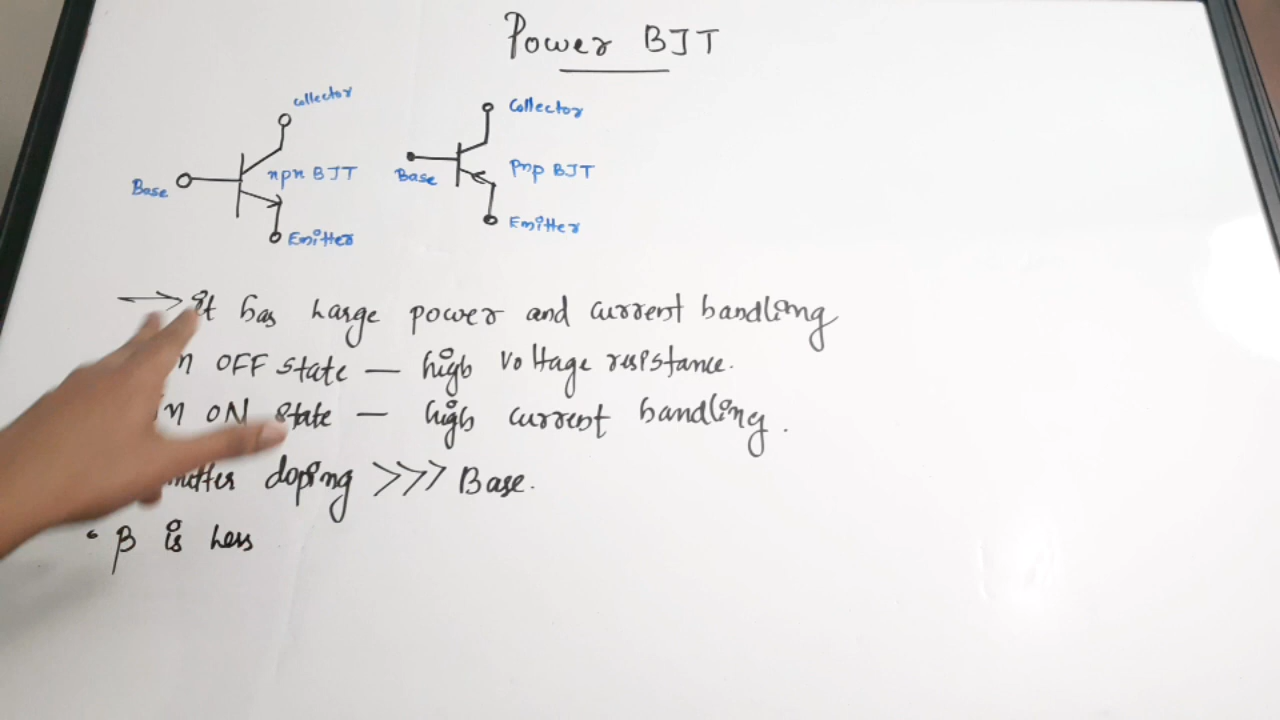 Power BJT
collector
npn BJT
Base
Emitter
Collector
Base
pnp BJT
Emitter
→ it has Large power and current handling
OFF state — high voltage resistance.
ON state — high current handling.
doping >>> Base.
• β is Less